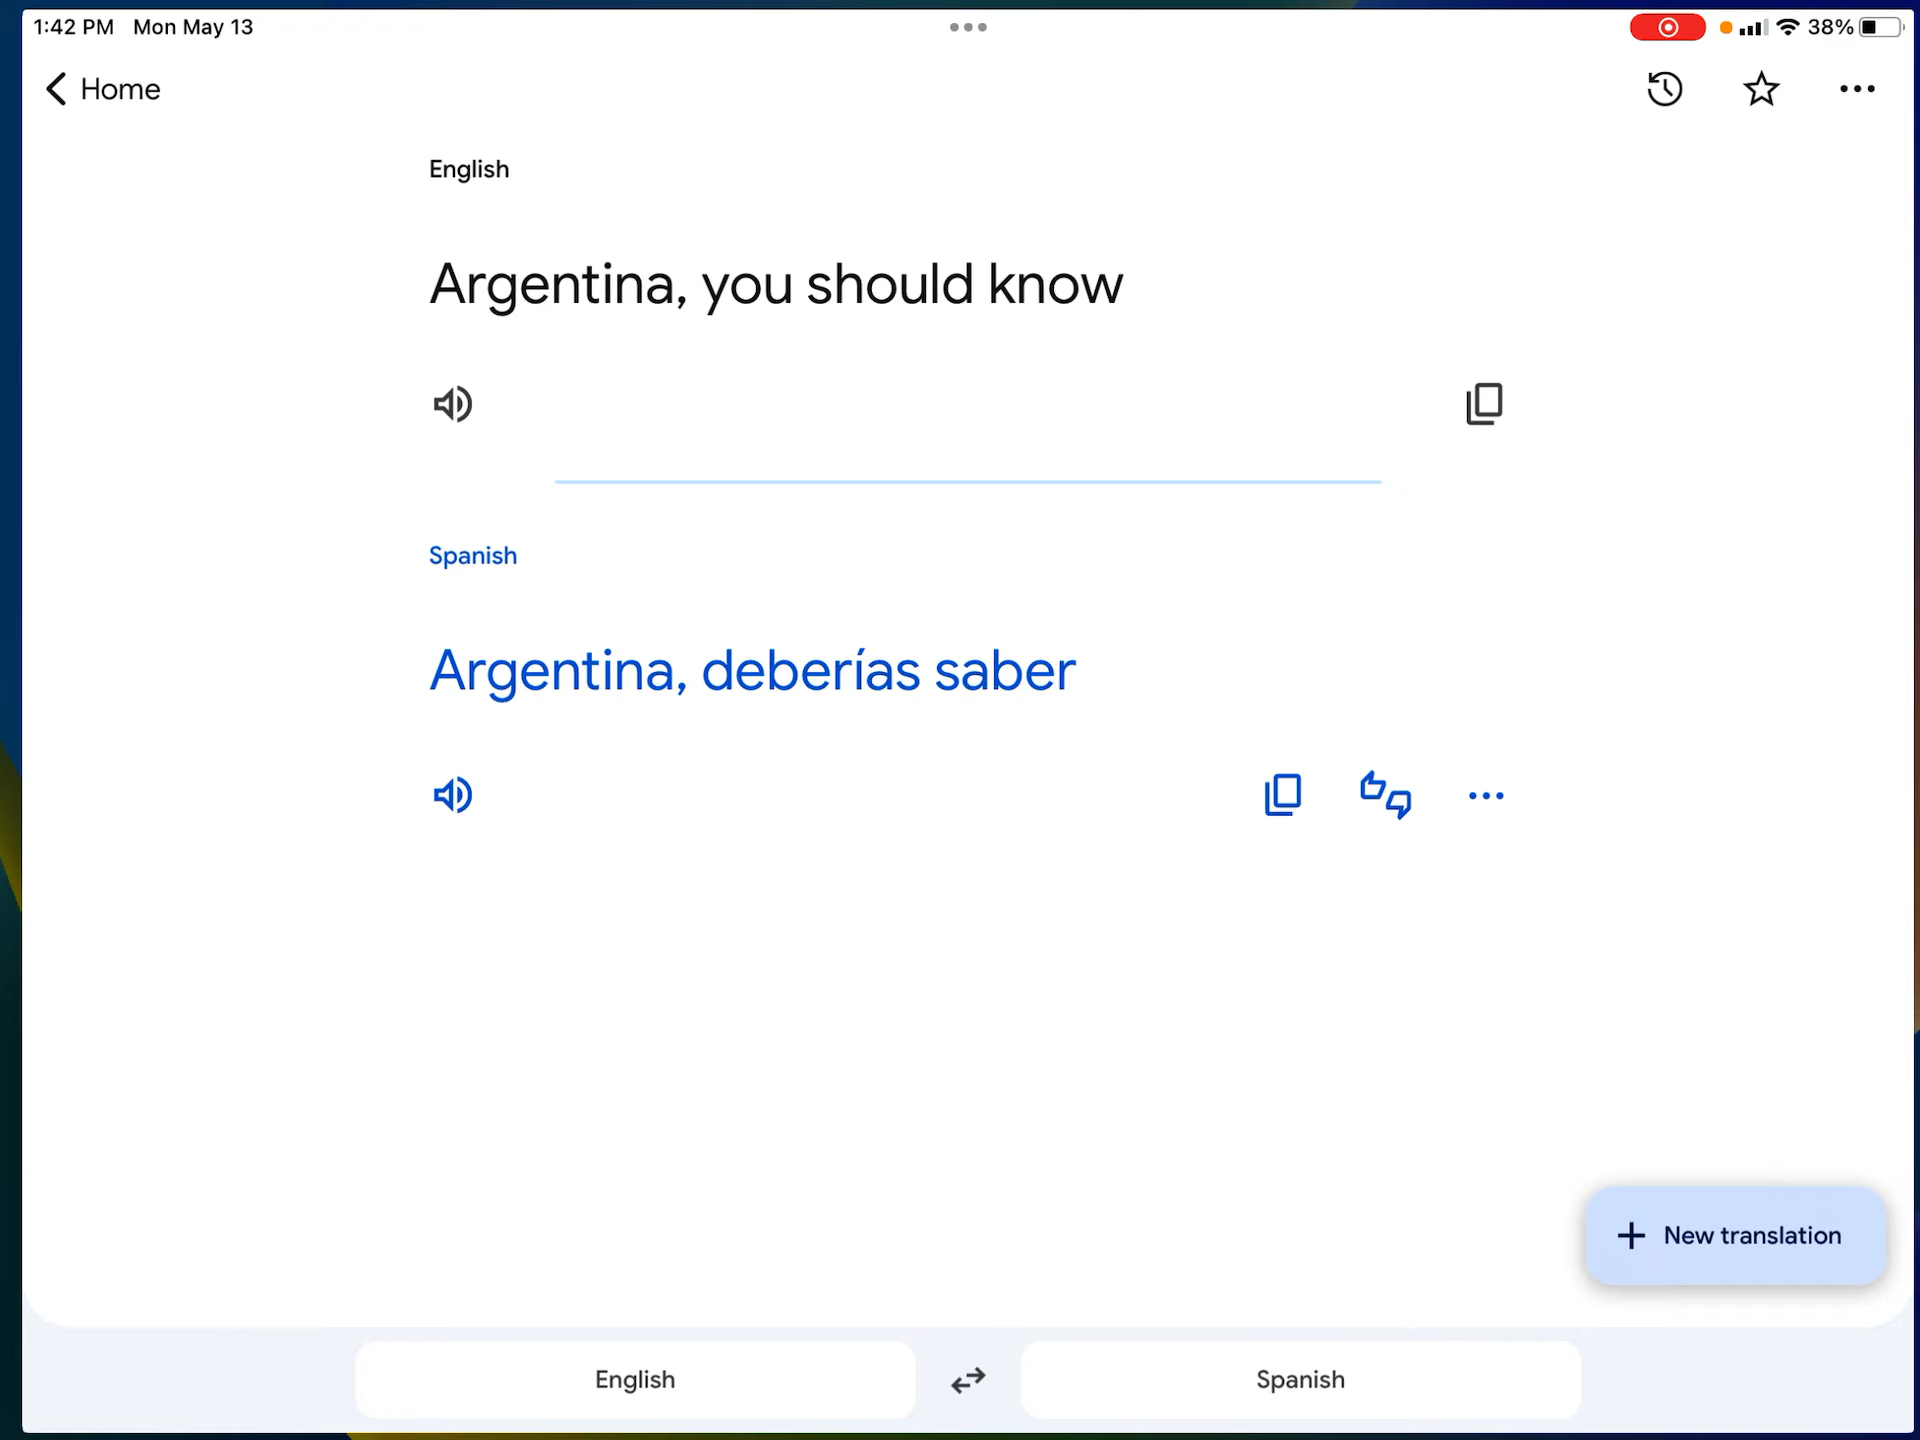 1:42 PM Mon May 13
38%
Home
English
Argentina, you should know
Spanish
Argentina, deberías saber
New translation
English
Spanish